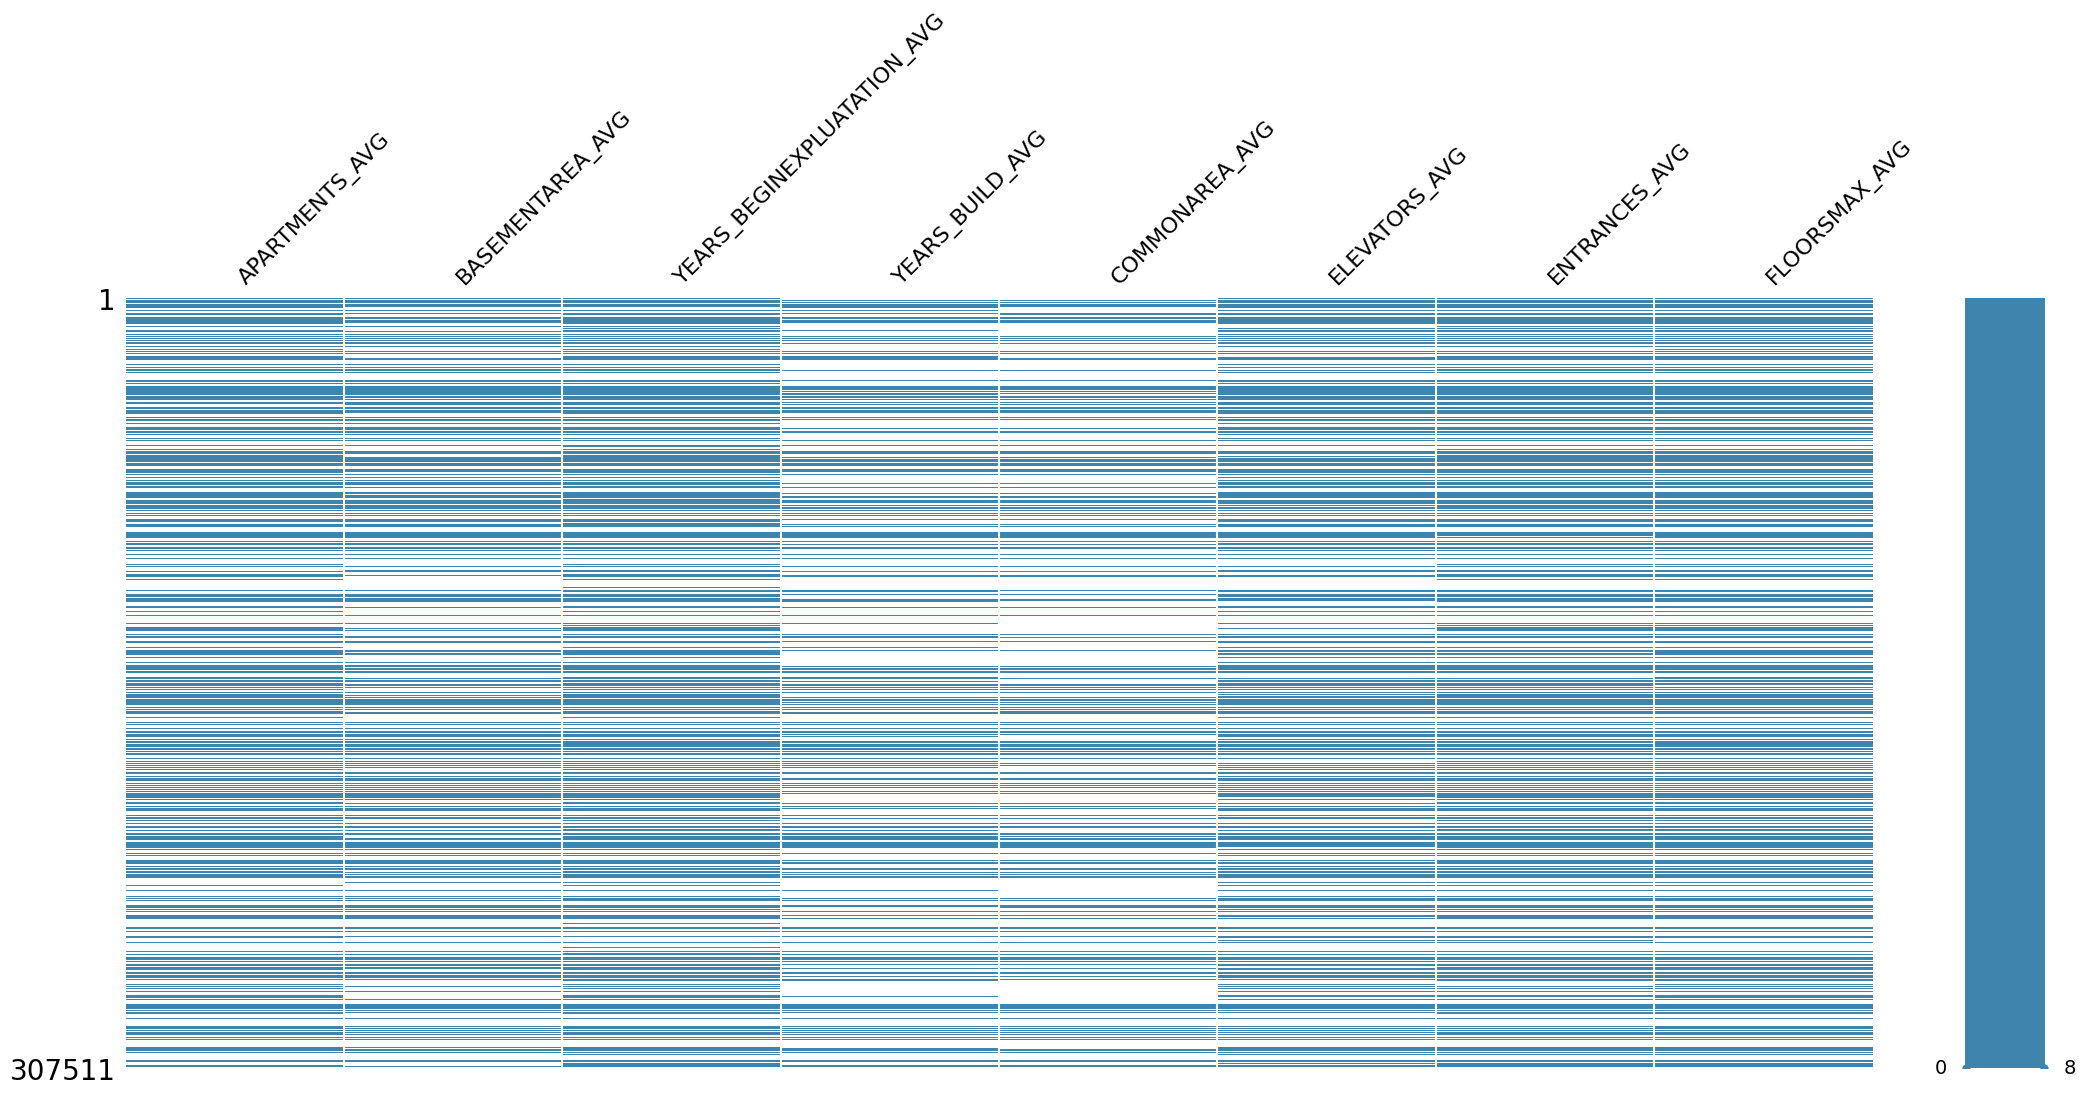 APARTMENTS_AVG
BASEMENTAREA_AVG
YEARS_BEGINEXPLUATATION_AVG
YEARS_BUILD_AVG
COMMONAREA_AVG
ELEVATORS_AVG
ENTRANCES_AVG
FLOORSMAX_AVG
1
307511
0
8